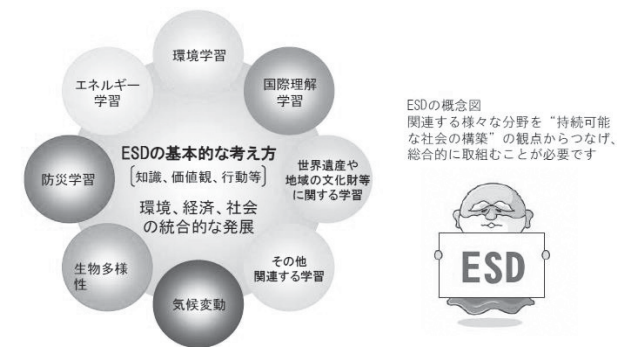 環境学習
国際理解
学習
世界遺産や
地域の文化財等
に関する学習
その他
関連する学習
気候変動
生物多様
性
防災学習
エネルギー
学習
ESDの基本的な考え方
[知識、価値観、行動等]
環境、経済、社会
の統合的な発展
ESDの概念図
関連する様々な分野を“持続可能
な社会の構築”の観点からつなげ、
総合的に取組むことが必要です
ESD